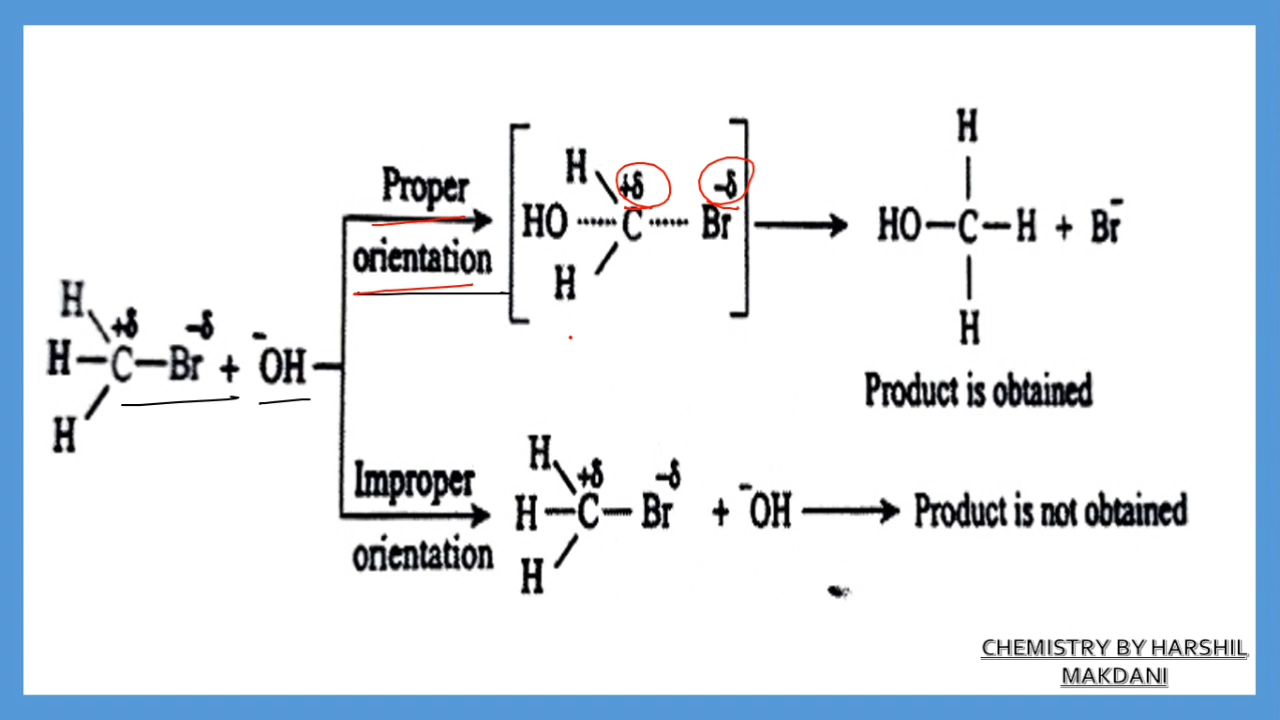 H
Proper
H
+δ
−δ
HO ...... C ...... Br
HO—C—H + Br⁻
orientation
H
H
H
+δ
−δ
H—C—Br + ⁻OH
Product is obtained
H
H
Improper
+δ
−δ
H—C—Br + ⁻OH
Product is not obtained
orientation
H
CHEMISTRY BY HARSHIL
MAKDANI